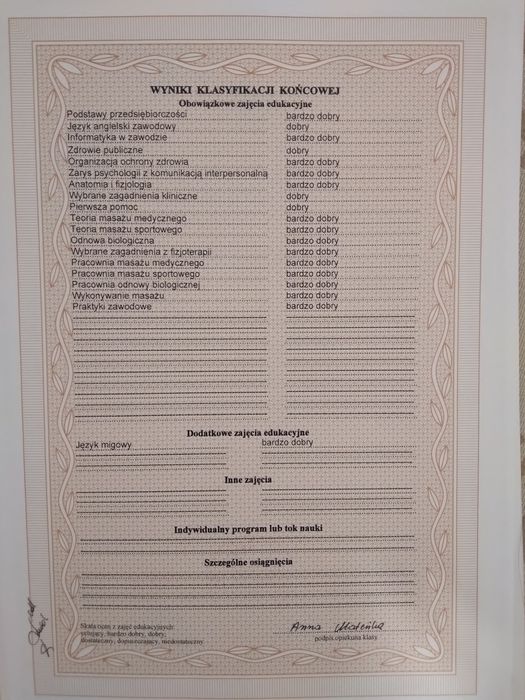 WYNIKI KLASYFIKACJI KOŃCOWEJ
Obowiązkowe zajęcia edukacyjne
Podstawy przedsiębiorczości bardzo dobry
Język angielski zawodowy dobry
Informatyka w zawodzie bardzo dobry
Zdrowie publiczne dobry
Organizacja ochrony zdrowia bardzo dobry
Zarys psychologii z komunikacją interpersonalną bardzo dobry
Anatomia i fizjologia bardzo dobry
Wybrane zagadnienia kliniczne dobry
Pierwsza pomoc dobry
Teoria masażu medycznego bardzo dobry
Teoria masażu sportowego bardzo dobry
Odnowa biologiczna bardzo dobry
Wybrane zagadnienia z fizjoterapii bardzo dobry
Pracownia masażu medycznego bardzo dobry
Pracownia masażu sportowego bardzo dobry
Pracownia odnowy biologicznej bardzo dobry
Wykonywanie masażu bardzo dobry
Praktyki zawodowe bardzo dobry
Dodatkowe zajęcia edukacyjne
Język migowy bardzo dobry
Inne zajęcia
Indywidualny program lub tok nauki
Szczególne osiągnięcia
Skala ocen z zajęć edukacyjnych:
celujący, bardzo dobry, dobry,
dostateczny, dopuszczający, niedostateczny
Anna
podpis opiekuna klasy